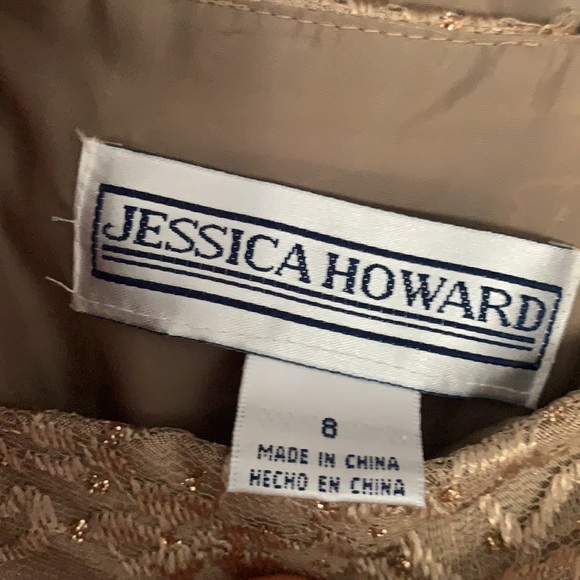 JESSICA HOWARD
8
MADE IN CHINA
HECHO EN CHINA